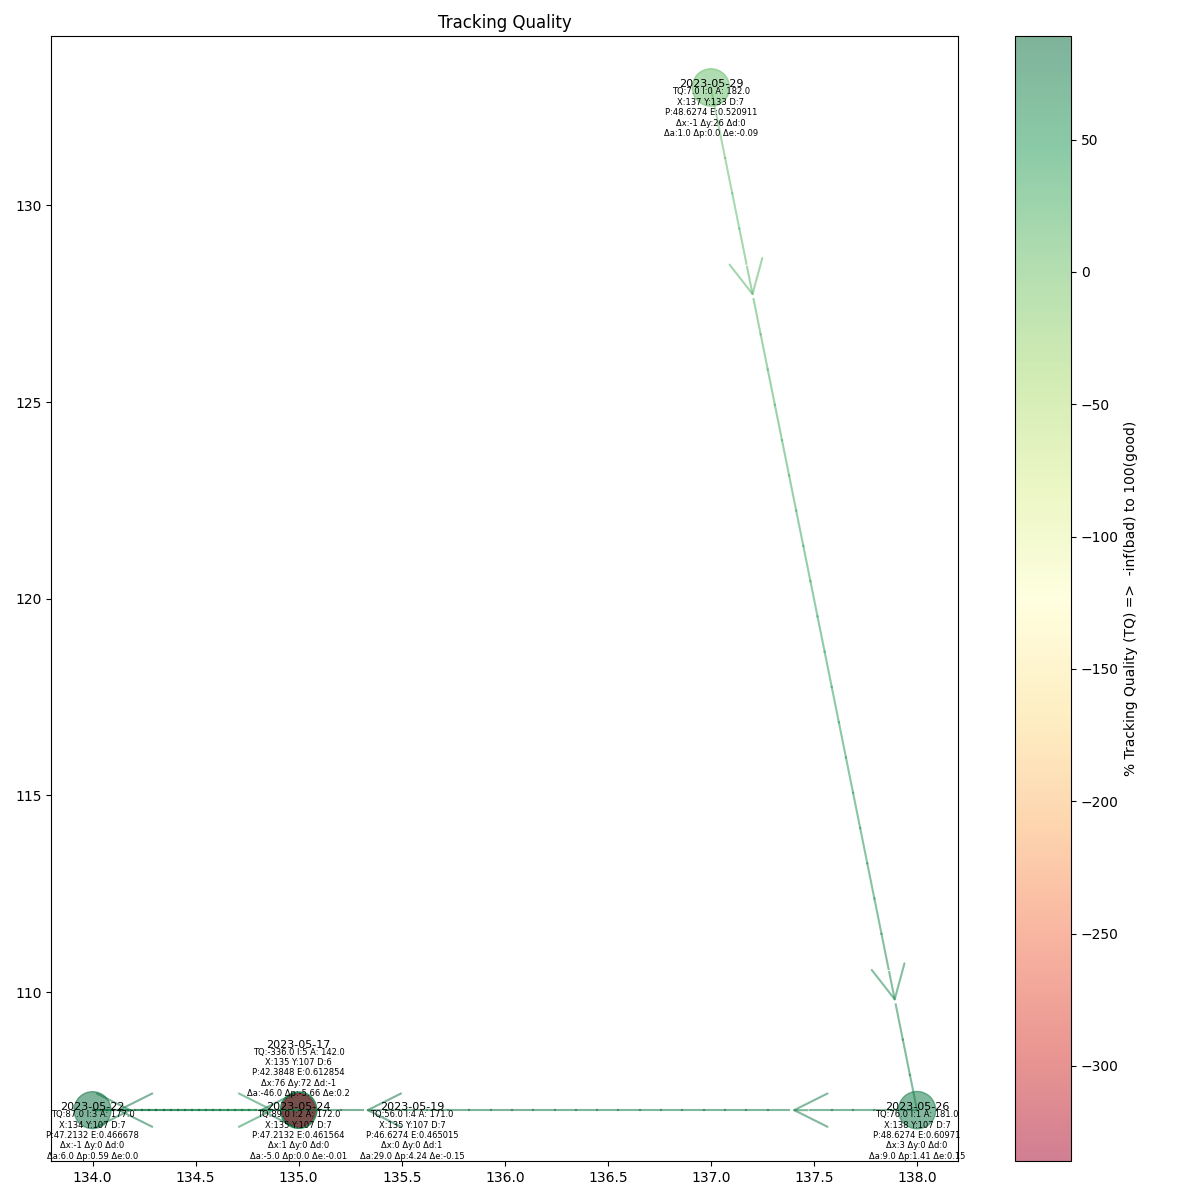 Tracking Quality
2023-05-29
TQ:7.0 I:0 A: 182.0
X:137 Y:133 D:7
P:48.6274 E:0.520911
Δx:-1 Δy:26 Δd:0
Δa:1.0 Δp:0.0 Δe:-0.09
130
125
120
115
110
2023-05-17
TQ:-336.0 I:5 A: 142.0
X:135 Y:107 D:6
P:42.3848 E:0.612854
Δx:76 Δy:72 Δd:-1
Δa:-46.0 Δp:-5.66 Δe:0.2
2023-05-22
TQ:87.0 I:3 A: 177.0
X:134 Y:107 D:7
P:47.2132 E:0.466678
Δx:-1 Δy:0 Δd:0
Δa:6.0 Δp:0.59 Δe:0.0
2023-05-24
TQ:89.0 I:2 A: 172.0
X:135 Y:107 D:7
P:47.2132 E:0.461564
Δx:1 Δy:0 Δd:0
Δa:-5.0 Δp:0.0 Δe:-0.01
2023-05-19
TQ:56.0 I:4 A: 171.0
X:135 Y:107 D:7
P:46.6274 E:0.465015
Δx:0 Δy:0 Δd:1
Δa:29.0 Δp:4.24 Δe:-0.15
2023-05-26
TQ:76.0 I:1 A: 181.0
X:138 Y:107 D:7
P:48.6274 E:0.60971
Δx:3 Δy:0 Δd:0
Δa:9.0 Δp:1.41 Δe:0.15
134.0 134.5 135.0 135.5 136.0 136.5 137.0 137.5 138.0
50
0
−50
−100
−150
−200
−250
−300
% Tracking Quality (TQ) => -inf(bad) to 100(good)